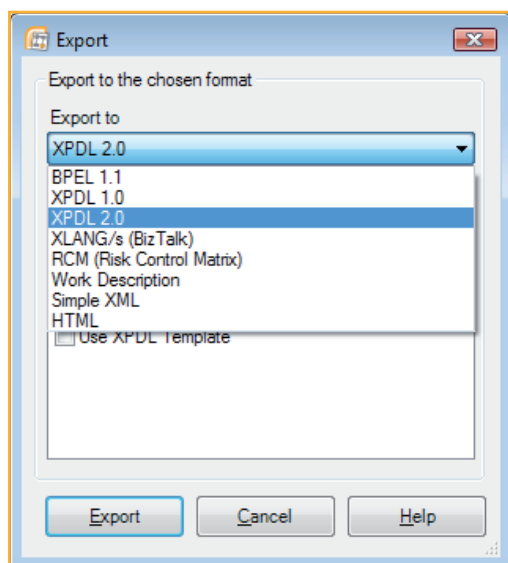 Export
Export to the chosen format
Export to
XPDL 2.0
BPEL 1.1
XPDL 1.0
XPDL 2.0
XLANG/s (BizTalk)
RCM (Risk Control Matrix)
Work Description
Simple XML
HTML
Use XPDL Template
Export Cancel Help